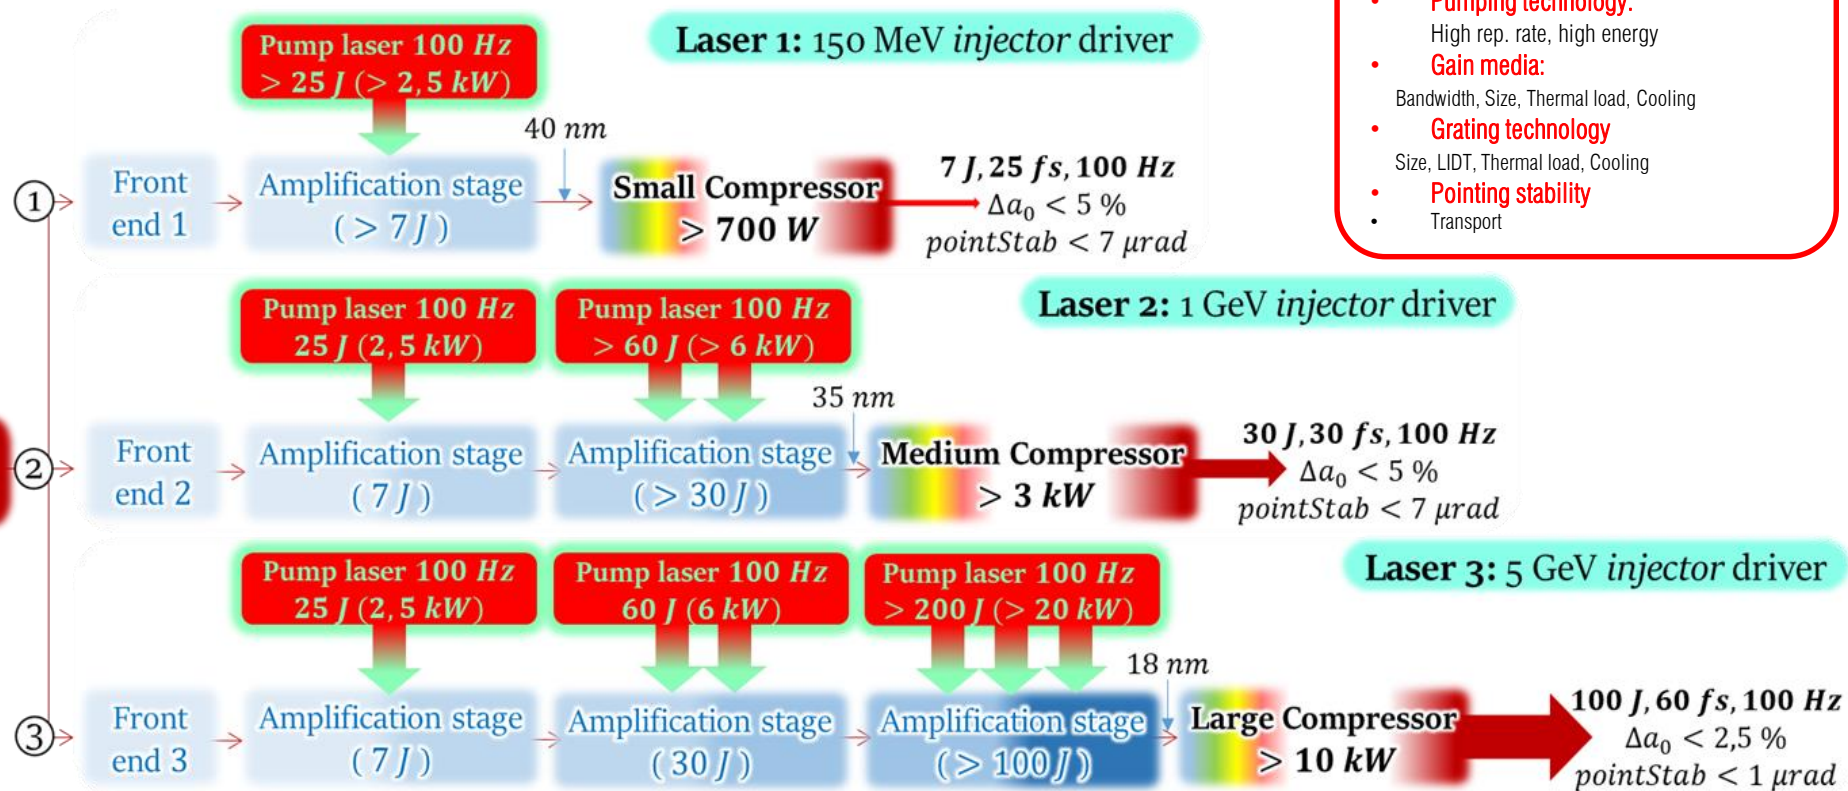 Pumping technology:
High rep. rate, high energy
• Gain media:
Bandwidth, Size, Thermal load, Cooling
• Grating technology
Size, LIDT, Thermal load, Cooling
• Pointing stability
• Transport
Laser 1: 150 MeV injector driver
Pump laser 100 Hz
> 25 J (> 2,5 kW)
40 nm
1
Front
end 1
Amplification stage
( > 7 J )
Small Compressor
> 700 W
7 J, 25 fs, 100 Hz
Δa₀ < 5 %
pointStab < 7 μrad
Laser 2: 1 GeV injector driver
Pump laser 100 Hz
25 J (2,5 kW)
Pump laser 100 Hz
> 60 J (> 6 kW)
35 nm
2
Front
end 2
Amplification stage
( 7 J )
Amplification stage
( > 30 J )
Medium Compressor
> 3 kW
30 J, 30 fs, 100 Hz
Δa₀ < 5 %
pointStab < 7 μrad
Laser 3: 5 GeV injector driver
Pump laser 100 Hz
25 J (2,5 kW)
Pump laser 100 Hz
60 J (6 kW)
Pump laser 100 Hz
> 200 J (> 20 kW)
18 nm
3
Front
end 3
Amplification stage
( 7 J )
Amplification stage
( 30 J )
Amplification stage
( > 100 J )
Large Compressor
> 10 kW
100 J, 60 fs, 100 Hz
Δa₀ < 2,5 %
pointStab < 1 μrad